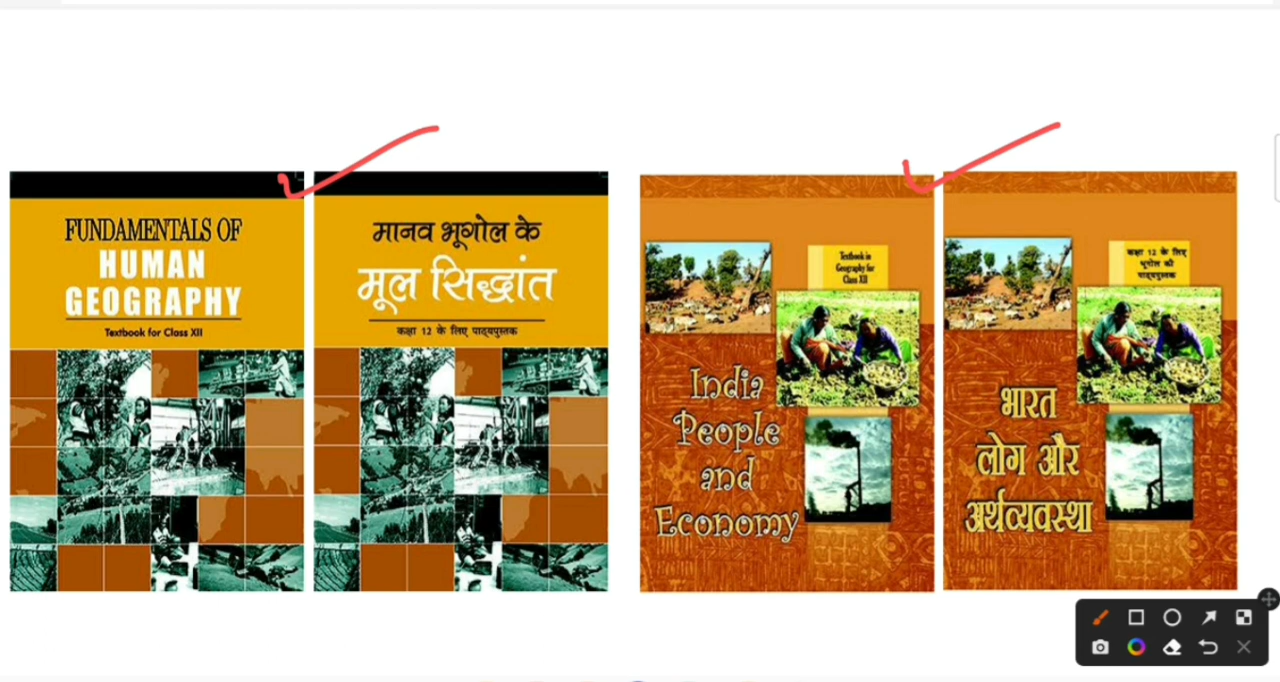 FUNDAMENTALS OF
HUMAN
GEOGRAPHY
Textbook for Class XII
मानव भूगोल के
मूल सिद्धांत
कक्षा 12 के लिए पाठ्यपुस्तक
Textbook in
Geography for
Class XII
India
People
and
Economy
कक्षा 12 के लिए
भूगोल की
पाठ्यपुस्तक
भारत
लोग और
अर्थव्यवस्था